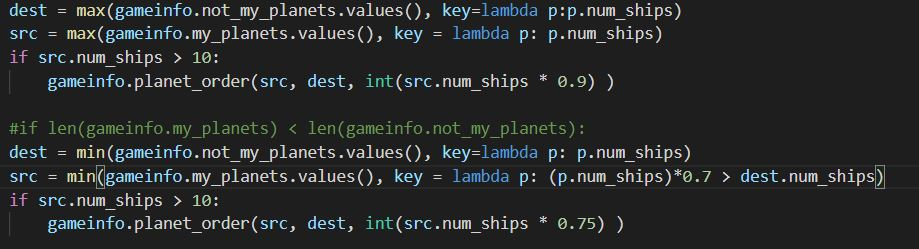 dest = max(gameinfo.not_my_planets.values(), key=lambda p:p.num_ships)
src = max(gameinfo.my_planets.values(), key = lambda p: p.num_ships)
if src.num_ships > 10:
    gameinfo.planet_order(src, dest, int(src.num_ships * 0.9) )
#if len(gameinfo.my_planets) < len(gameinfo.not_my_planets):
dest = min(gameinfo.not_my_planets.values(), key=lambda p: p.num_ships)
src = min(gameinfo.my_planets.values(), key = lambda p: (p.num_ships)*0.7 > dest.num_ships)
if src.num_ships > 10:
    gameinfo.planet_order(src, dest, int(src.num_ships * 0.75) )